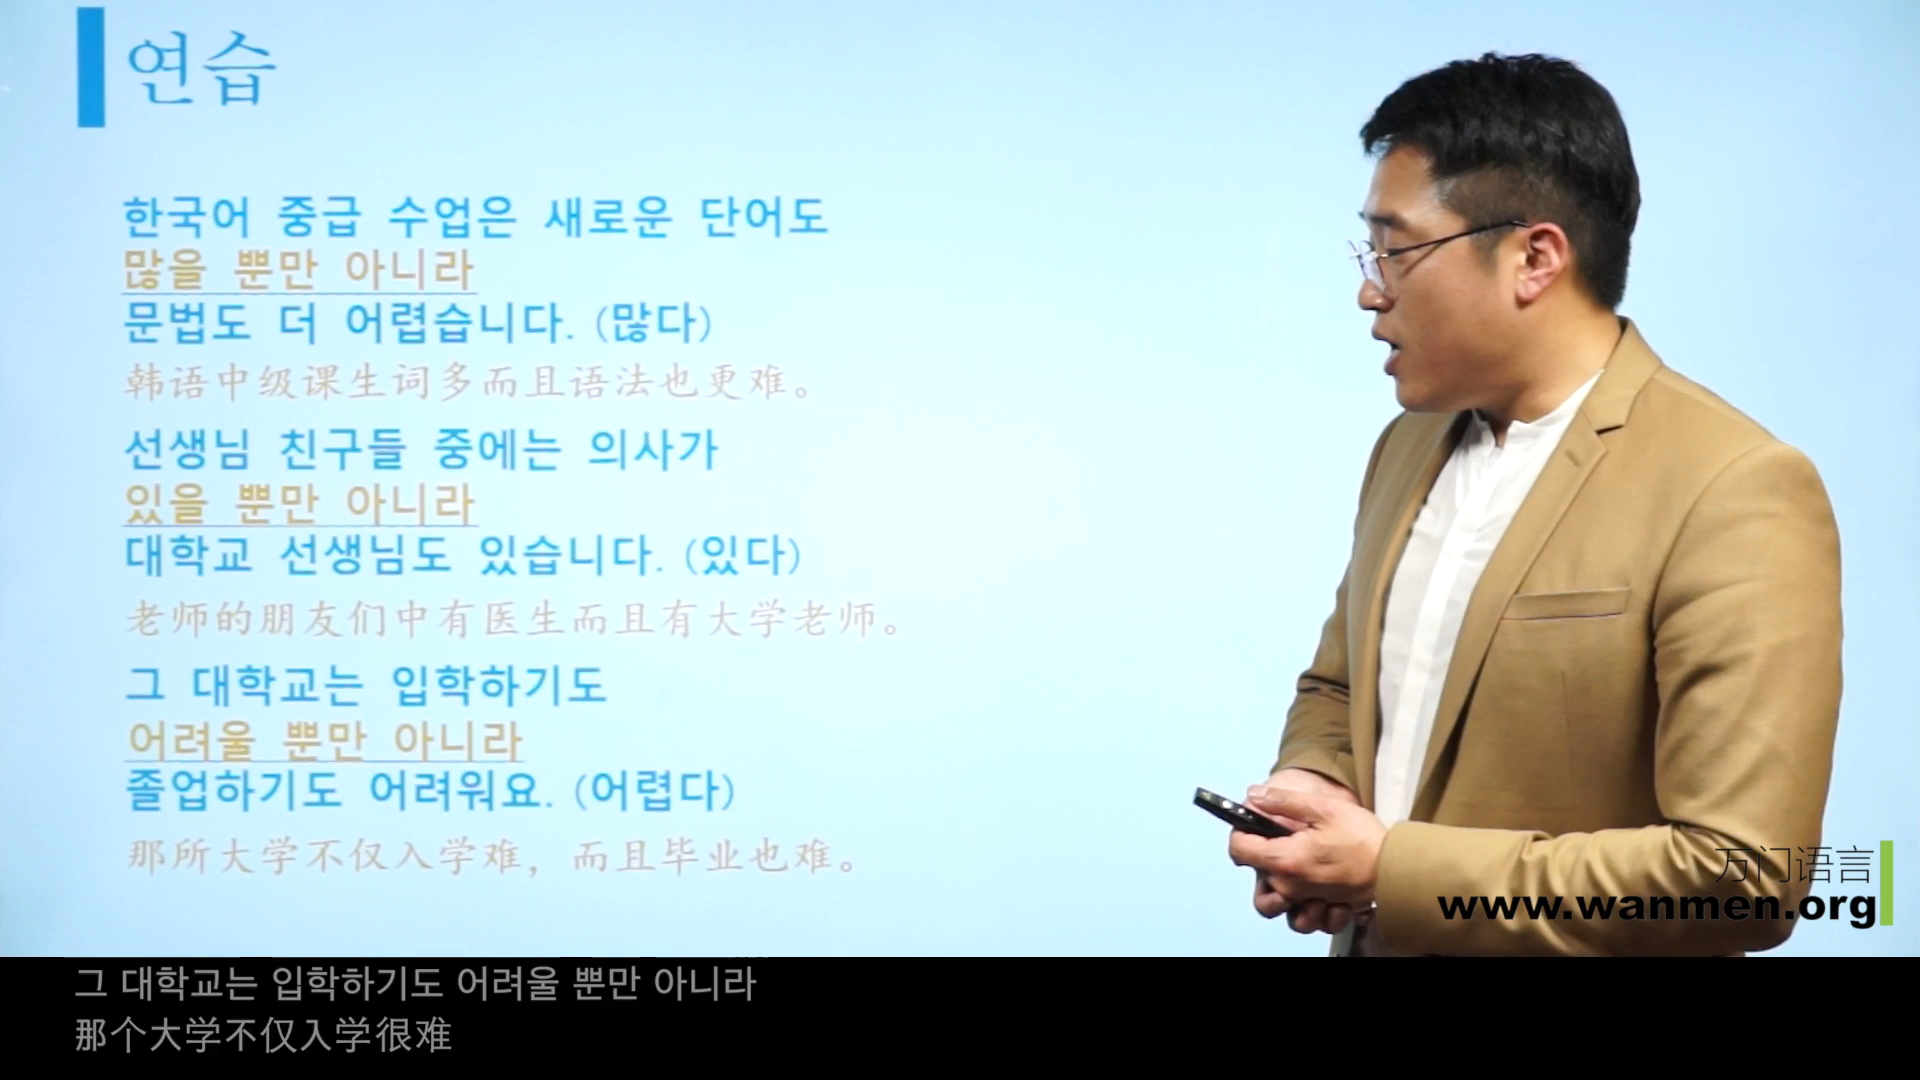 연습
한국어 중급 수업은 새로운 단어도
많을 뿐만 아니라
문법도 더 어렵습니다. (많다)
韩语中级课生词多而且语法也更难。
선생님 친구들 중에는 의사가
있을 뿐만 아니라
대학교 선생님도 있습니다. (있다)
老师的朋友们中有医生而且有大学老师。
그 대학교는 입학하기도
어려울 뿐만 아니라
졸업하기도 어려워요. (어렵다)
那所大学不仅入学难，而且毕业也难。
万门语言
www.wanmen.org
그 대학교는 입학하기도 어려울 뿐만 아니라
那个大学不仅入学很难